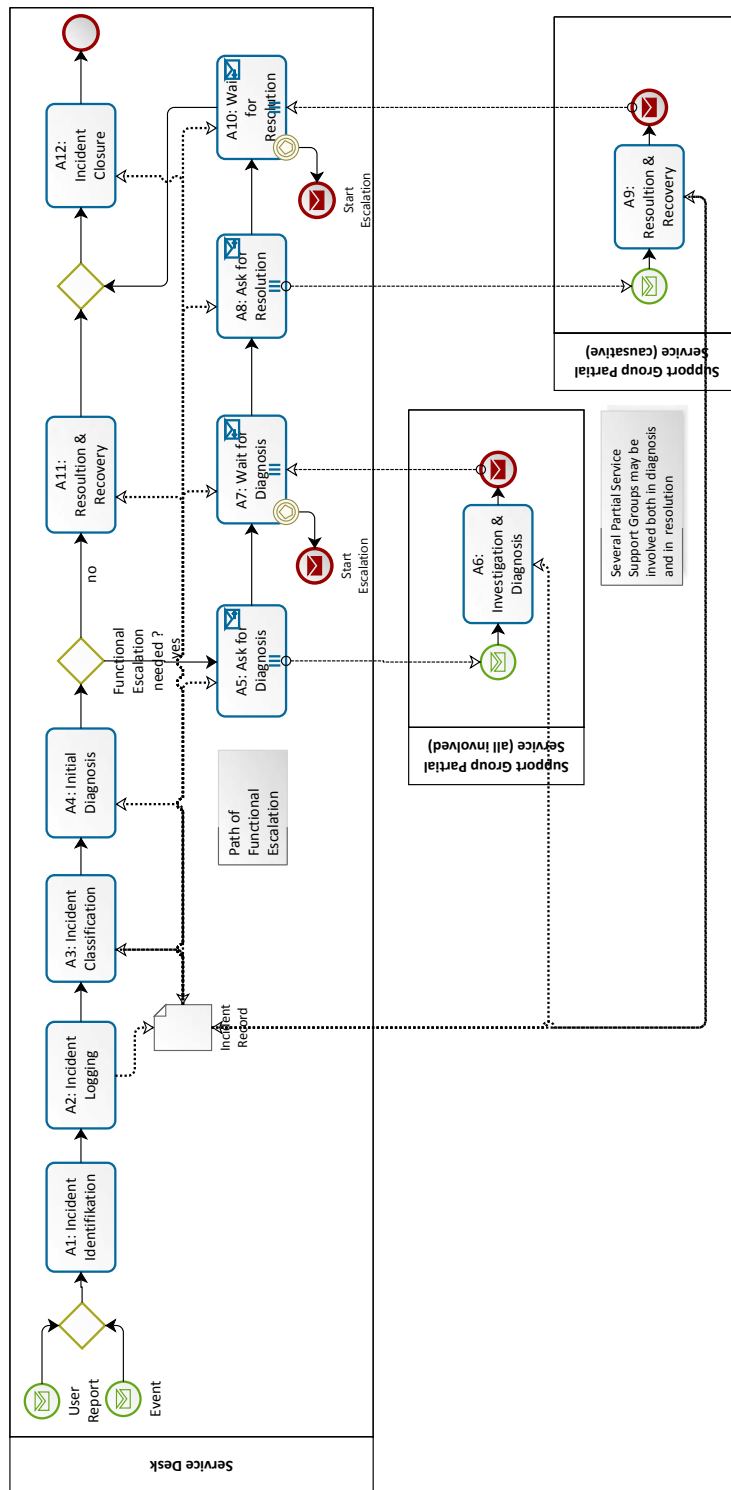 Service Desk
User
Report
Event
A1: Incident
Identifikation
A2: Incident
Logging
A3: Incident
Classification
A4: Initial
Diagnosis
Functional
Escalation
needed ?
no
yes
A11:
Resoultion &
Recovery
A12:
Incident
Closure
Incident
Record
Path of
Functional
Escalation
A5: Ask for
Diagnosis
A7: Wait for
Diagnosis
Start
Escalation
A8: Ask for
Resolution
A10: Wait
for
Resolution
Start
Escalation
Support Group Partial
Service (all involved)
A6:
Investigation &
Diagnosis
Several Partial Service
Support Groups may be
involved both in diagnosis
and in resolution
Support Group Partial
Service (causative)
A9:
Resoultion &
Recovery